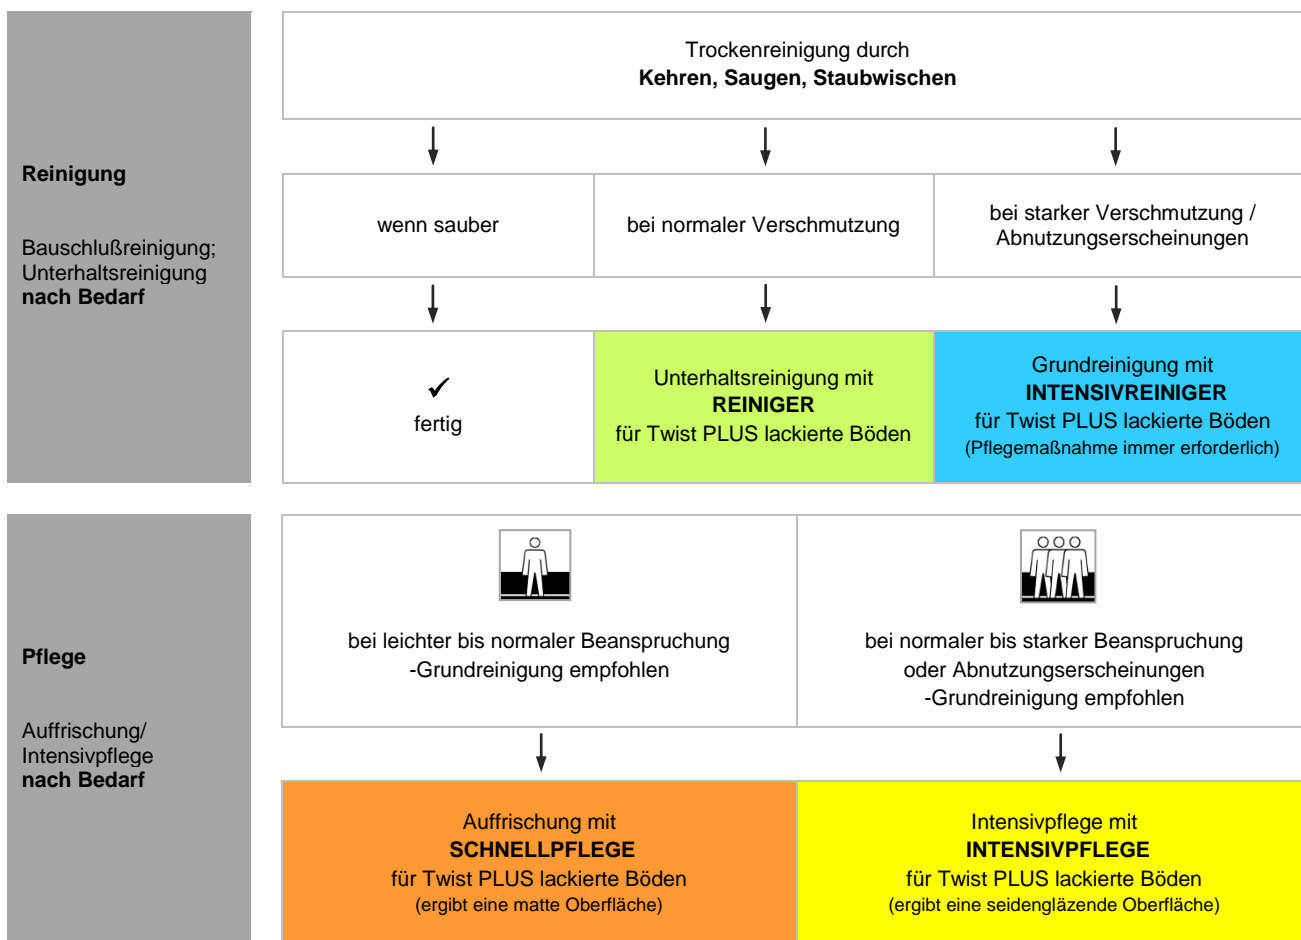 Trockenreinigung durch
Kehren, Saugen, Staubwischen
Reinigung
Bauschlußreinigung;
Unterhaltsreinigung
nach Bedarf
wenn sauber
bei normaler Verschmutzung
bei starker Verschmutzung /
Abnutzungserscheinungen
✓
fertig
Unterhaltsreinigung mit
REINIGER
für Twist PLUS lackierte Böden
Grundreinigung mit
INTENSIVREINIGER
für Twist PLUS lackierte Böden
(Pflegemaßnahme immer erforderlich)
Pflege
Auffrischung/
Intensivpflege
nach Bedarf
bei leichter bis normaler Beanspruchung
-Grundreinigung empfohlen
bei normaler bis starker Beanspruchung
oder Abnutzungserscheinungen
-Grundreinigung empfohlen
Auffrischung mit
SCHNELLPFLEGE
für Twist PLUS lackierte Böden
(ergibt eine matte Oberfläche)
Intensivpflege mit
INTENSIVPFLEGE
für Twist PLUS lackierte Böden
(ergibt eine seidengläzende Oberfläche)